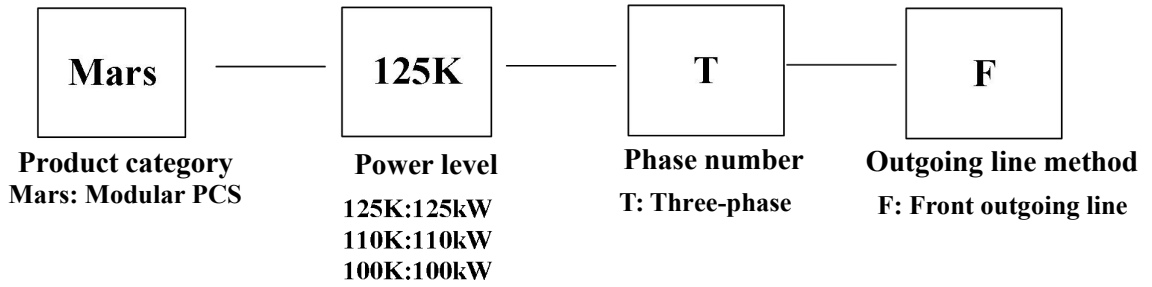 Mars
125K
T
F
Product category
Mars: Modular PCS
Power level
125K:125kW
110K:110kW
100K:100kW
Phase number
T: Three-phase
Outgoing line method
F: Front outgoing line